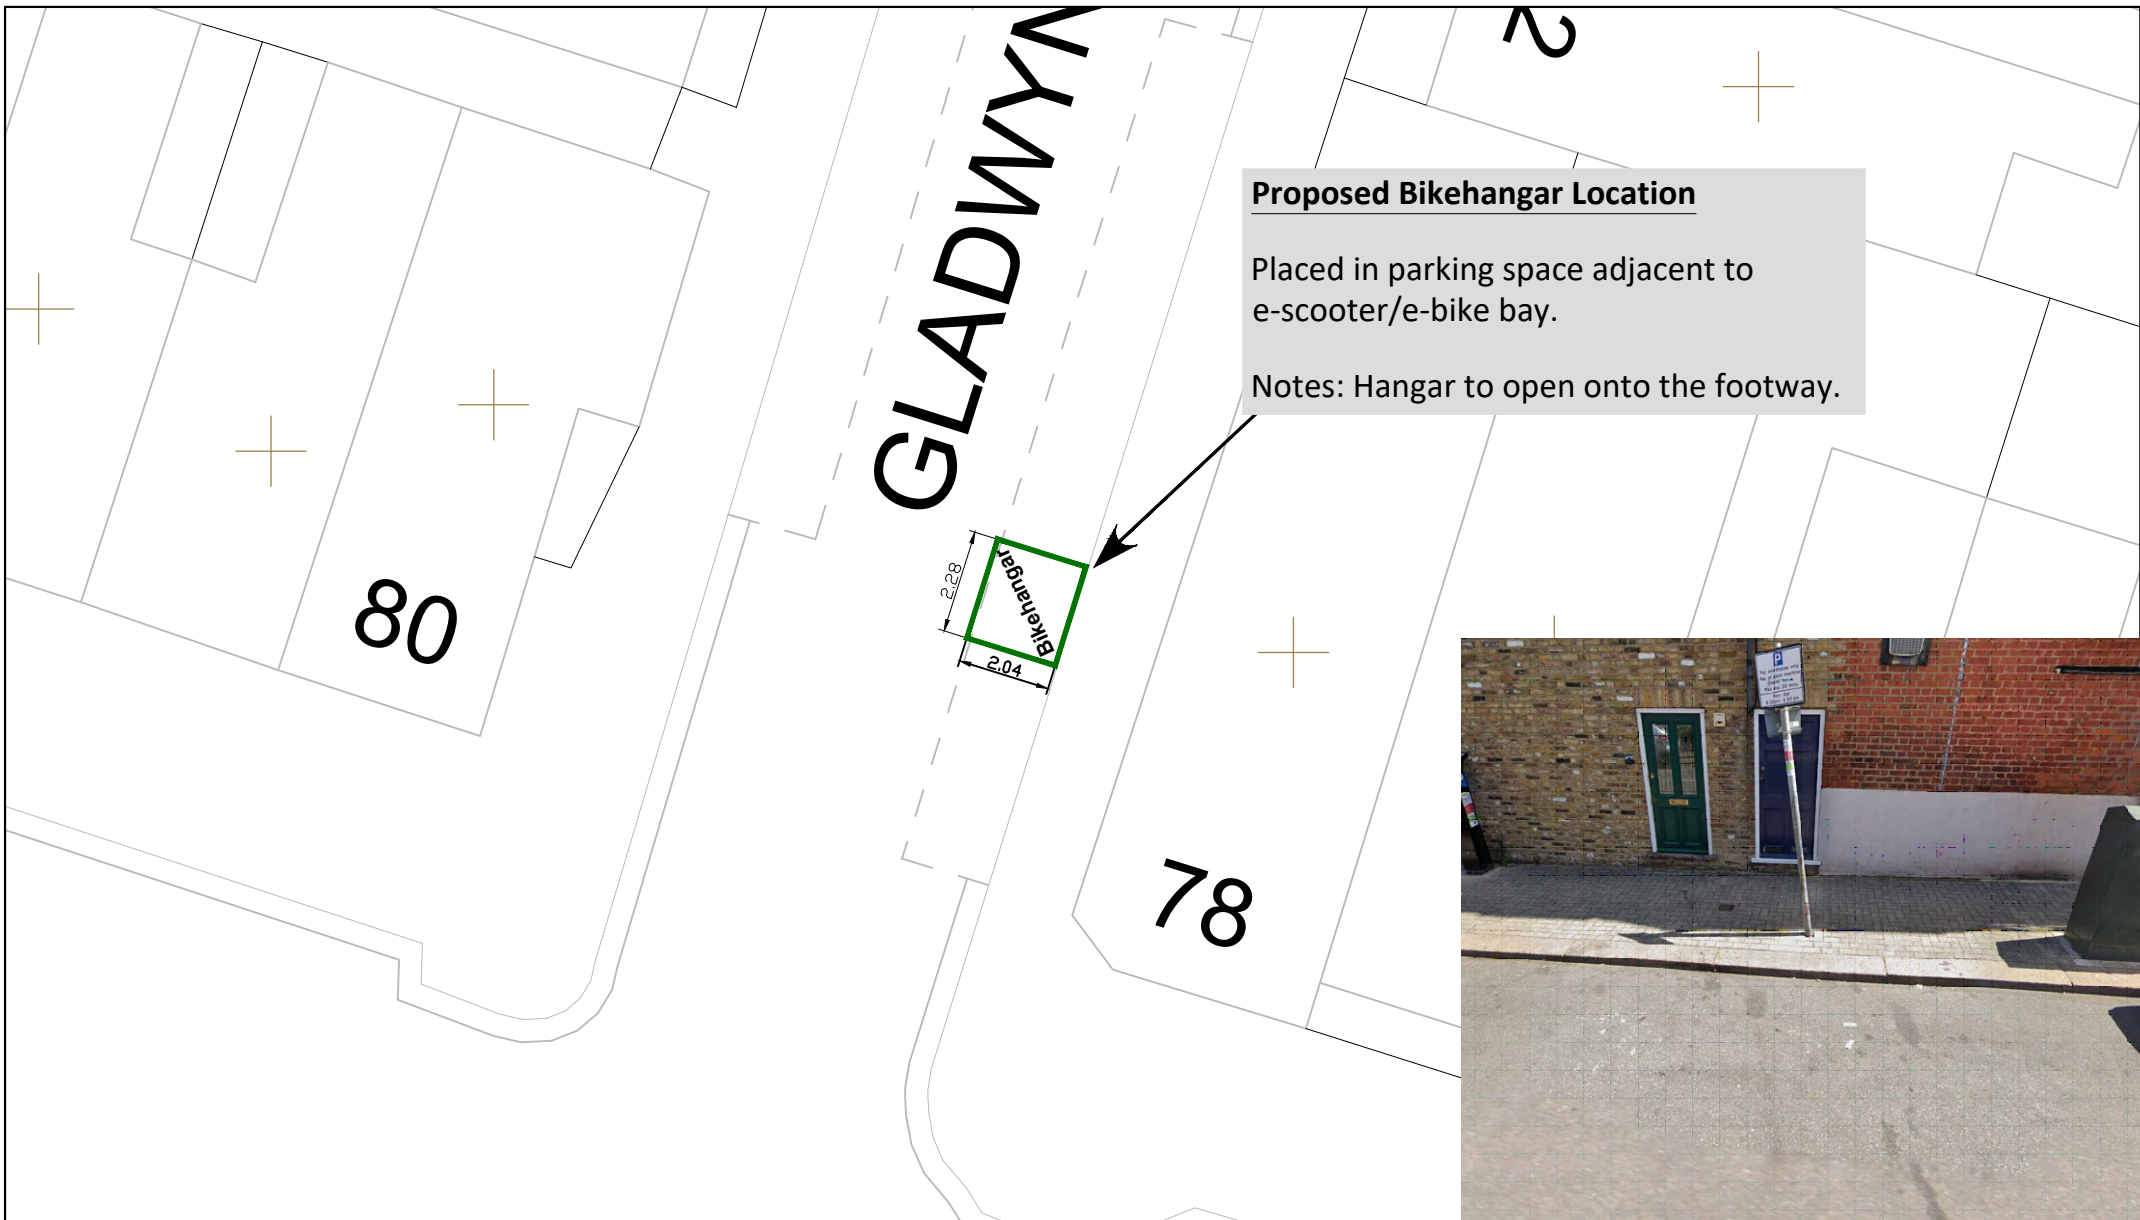 GLADWYN
2
Proposed Bikehangar Location
Placed in parking space adjacent to
e-scooter/e-bike bay.
Notes: Hangar to open onto the footway.
2.28
Bikehangar
2.04
80
78
P